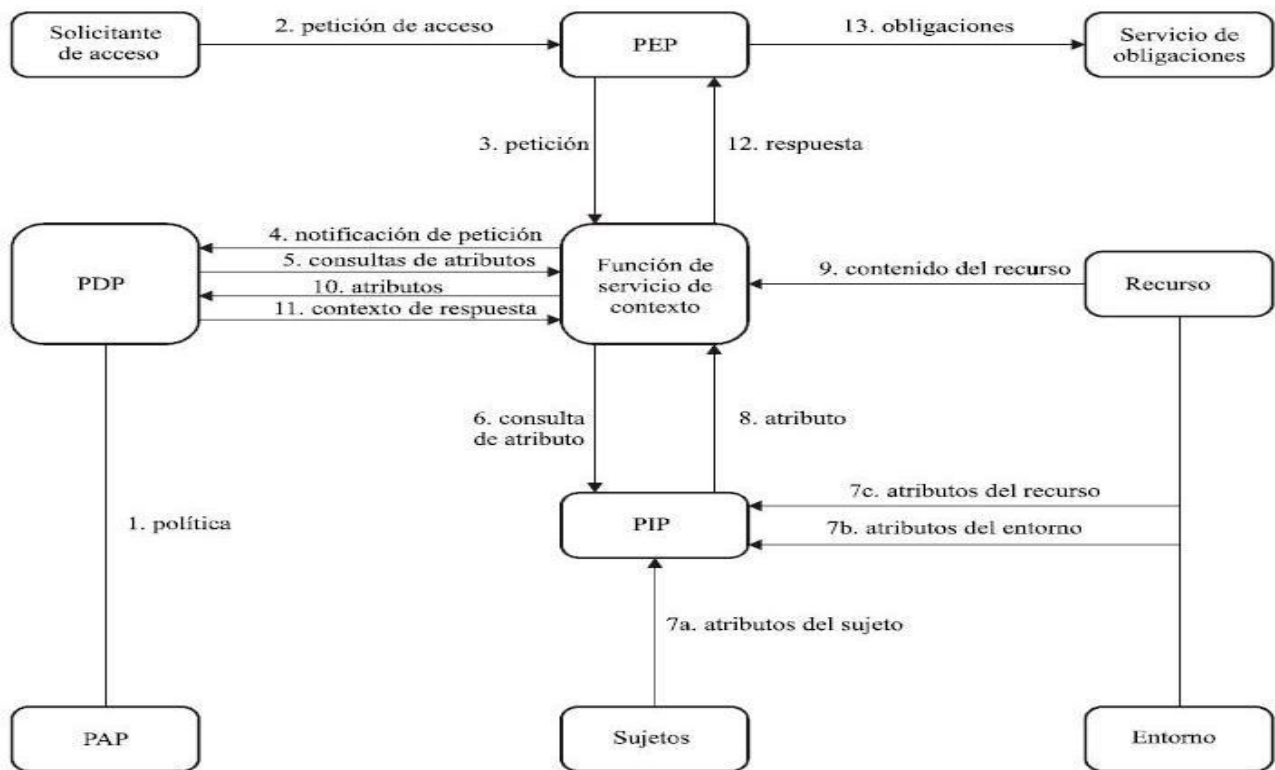 Solicitante
de acceso
2. petición de acceso
PEP
13. obligaciones
Servicio de
obligaciones
3. petición
12. respuesta
PDP
4. notificación de petición
5. consultas de atributos
10. atributos
11. contexto de respuesta
Función de
servicio de
contexto
9. contenido del recurso
Recurso
6. consulta
de atributo
8. atributo
1. política
PIP
7c. atributos del recurso
7b. atributos del entorno
7a. atributos del sujeto
PAP
Sujetos
Entorno